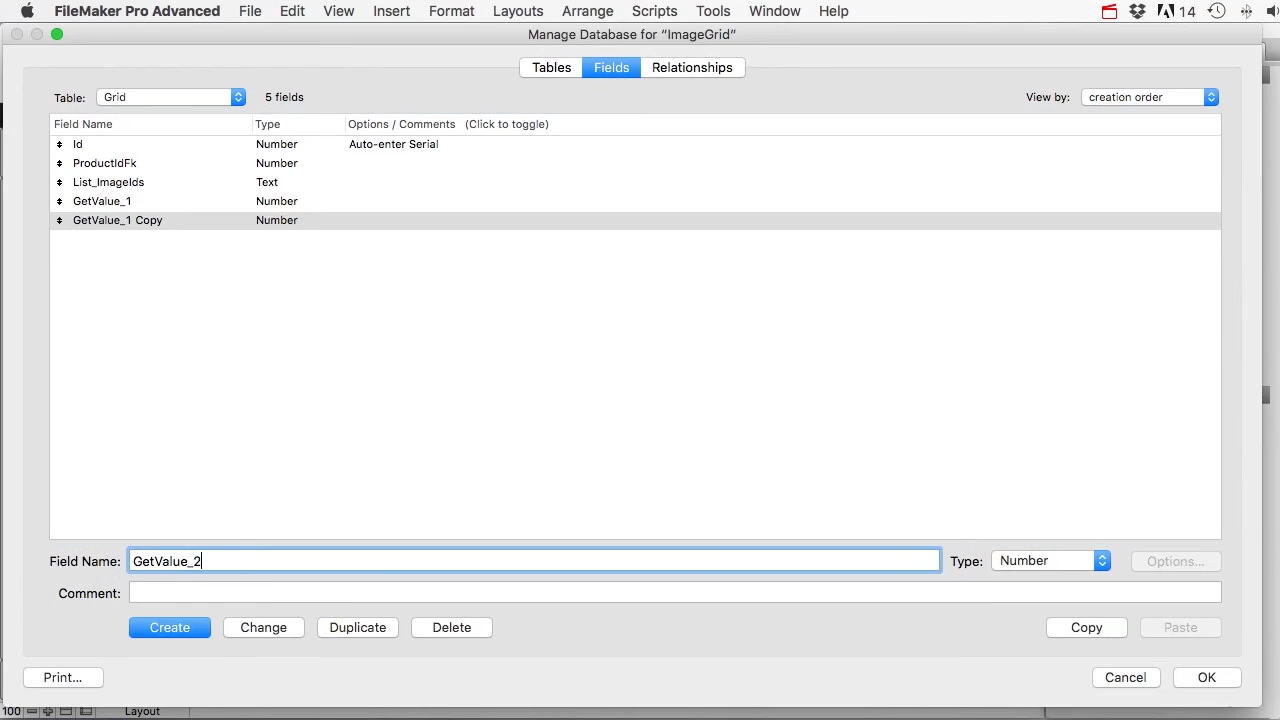 FileMaker Pro Advanced File Edit View Insert Format Layouts Arrange Scripts Tools Window Help 14
Manage Database for “ImageGrid”
Tables Fields Relationships
Table: Grid 5 fields View by: creation order
Field Name Type Options / Comments (Click to toggle)
Id Number Auto-enter Serial
ProductIdFk Number
List_ImageIds Text
GetValue_1 Number
GetValue_1 Copy Number
Field Name: GetValue_2 Type: Number Options...
Comment:
Create Change Duplicate Delete Copy Paste
Print... Cancel OK
100 Layout